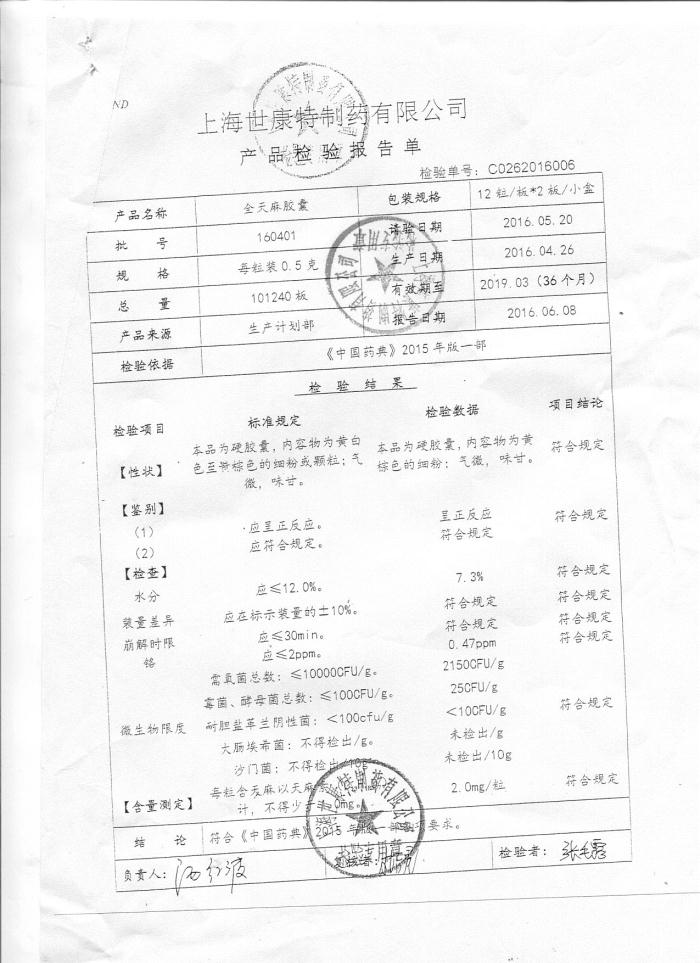 ND
上海世康特制药有限公司
产品检验报告单
检验单号：C0262016006
产品名称 全天麻胶囊 包装规格 12粒/板*2板/小盒
批 号 160401 请验日期 2016.05.20
规 格 每粒装0.5克 生产日期 2016.04.26
总 量 101240板 有效期至 2019.03（36个月）
产品来源 生产计划部 报告日期 2016.06.08
检验依据 《中国药典》2015年版一部
检 验 结 果
检验项目 标准规定 检验数据 项目结论
【性状】 本品为硬胶囊，内容物为黄白 本品为硬胶囊，内容物为黄 符合规定
色至黄棕色的细粉或颗粒；气 棕色的细粉；气微，味甘。
微，味甘。
【鉴别】
（1） 应呈正反应。 呈正反应 符合规定
（2） 应符合规定。 符合规定
【检查】
水分 应≤12.0%。 7.3% 符合规定
装量差异 应在标示装量的±10%。 符合规定 符合规定
崩解时限 应≤30min。 符合规定 符合规定
铬 应≤2ppm。 0.47ppm 符合规定
需氧菌总数：≤10000CFU/g。 2150CFU/g
霉菌、酵母菌总数：≤100CFU/g。 25CFU/g
微生物限度 耐胆盐革兰阴性菌：<100cfu/g <10CFU/g 符合规定
大肠埃希菌：不得检出/g。 未检出/g
沙门菌：不得检出/10g 未检出/10g
【含量测定】 每粒含天麻以天麻 2.0mg/粒 符合规定
计，不得少于 0mg。
结 论 符合《中国药典》2015年版一部 要求。
负责人： 复核者： 检验者：